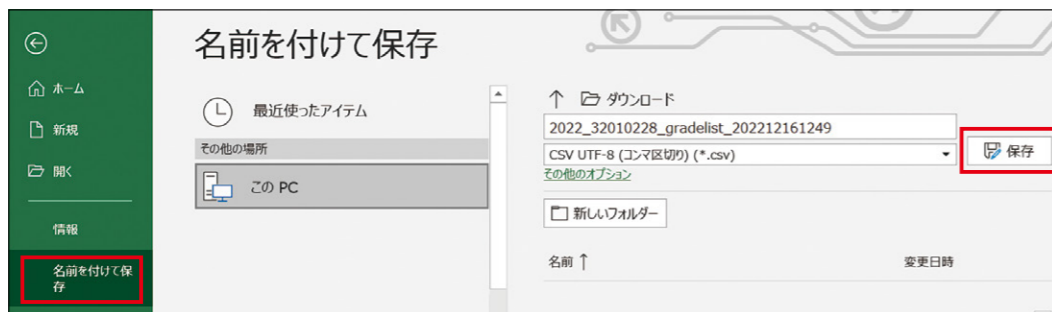 名前を付けて保存
ホーム
新規
開く
情報
名前を付けて保
存
最近使ったアイテム
その他の場所
この PC
↑ ダウンロード
2022_32010228_gradelist_202212161249
CSV UTF-8 (コンマ区切り) (*.csv)
保存
その他のオプション
新しいフォルダー
名前 ↑
変更日時